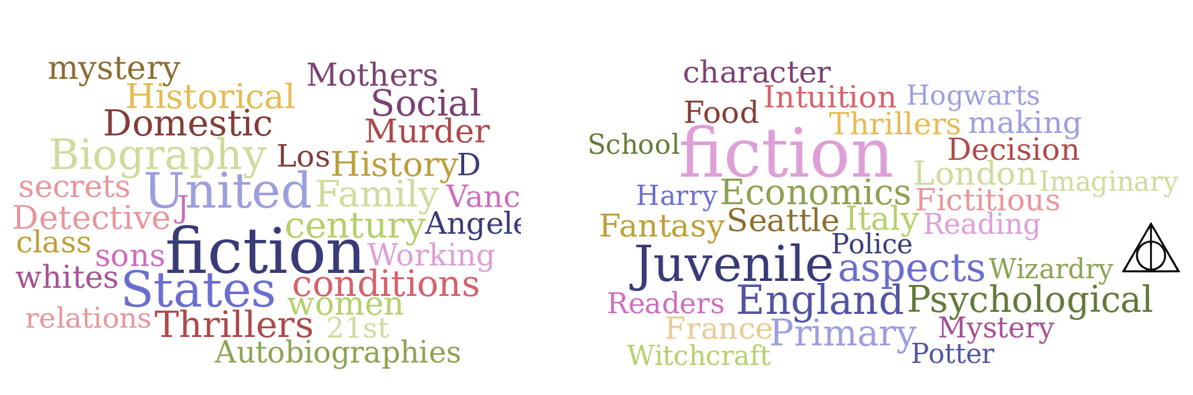 mystery
Mothers
Historical
Social
Domestic
Murder
Biography
Los
History
D
secrets
United
Family
Vanc
J
Detective
century
Angele
class
sons
fiction
Working
whites
States
conditions
women
relations
Thrillers
21st
Autobiographies
character
Food
Intuition
Hogwarts
Thrillers
making
School
fiction
Decision
London
Imaginary
Harry
Economics
Fictitious
Fantasy
Seattle
Italy
Reading
Police
Juvenile
aspects
Wizardry
Readers
England
Psychological
France
Primary
Mystery
Witchcraft
Potter